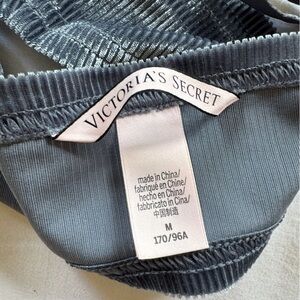 VICTORIA'S SECRET
made in China/
fabriqué en Chine/
hecho en China/
fabbricato in Cina/
中国制造
M
170/96A